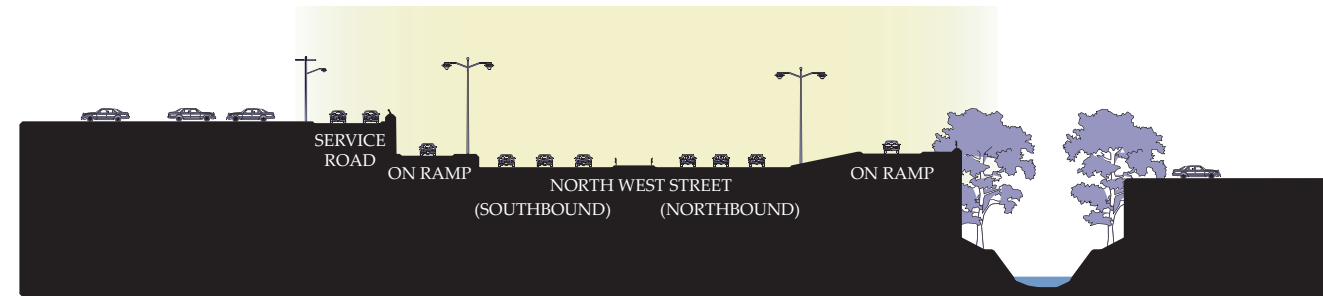 SERVICE
ROAD
ON RAMP
NORTH WEST STREET
(SOUTHBOUND) (NORTHBOUND)
ON RAMP